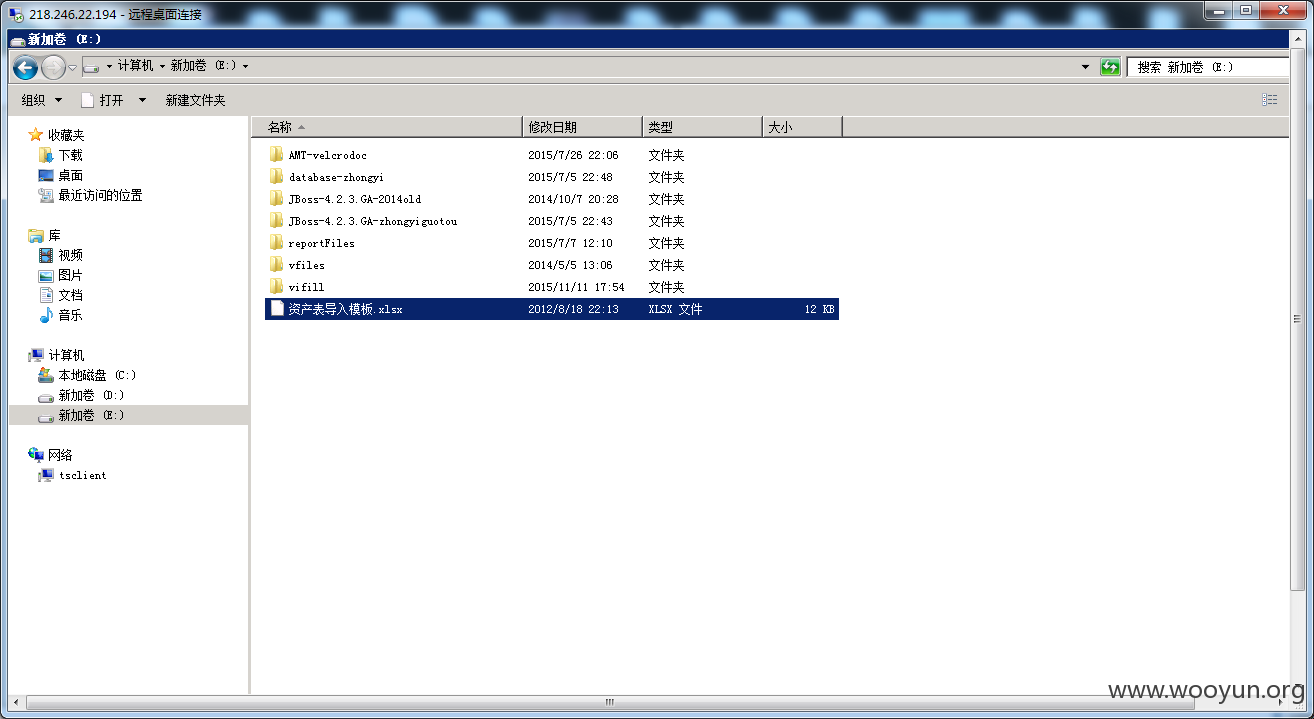 218.246.22.194 - 远程桌面连接
新加卷 (E:)
计算机 新加卷 (E:)
搜索 新加卷 (E:)
组织 打开 新建文件夹
收藏夹
下载
桌面
最近访问的位置
库
视频
图片
文档
音乐
计算机
本地磁盘 (C:)
新加卷 (D:)
新加卷 (E:)
网络
tsclient
名称 修改日期 类型 大小
AMT-velcrodoc 2015/7/26 22:06 文件夹
database-zhongyi 2015/7/5 22:48 文件夹
JBoss-4.2.3.GA-2014old 2014/10/7 20:28 文件夹
JBoss-4.2.3.GA-zhongyiguotou 2015/7/5 22:43 文件夹
reportFiles 2015/7/7 12:10 文件夹
vfiles 2014/5/5 13:06 文件夹
vifill 2015/11/11 17:54 文件夹
资产表导入模板.xlsx 2012/8/18 22:13 XLSX 文件 12 KB
www.wooyun.org